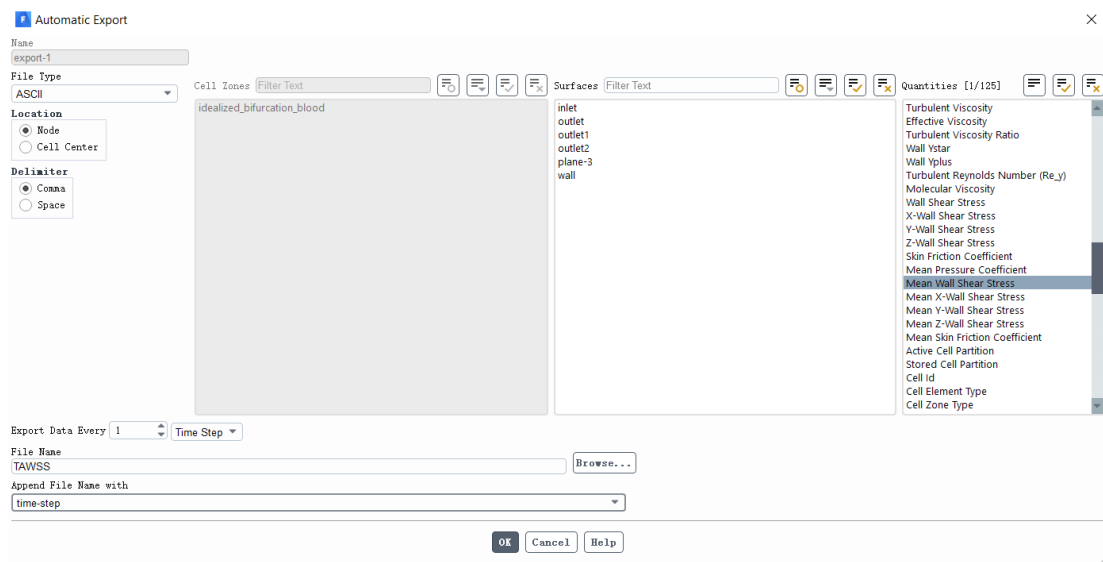 Automatic Export
Name
export-1
File Type
ASCII
Location
Node
Cell Center
Delimiter
Comma
Space
Cell Zones Filter Text
idealized_bifurcation_blood
Surfaces Filter Text
inlet
outlet
outlet1
outlet2
plane-3
wall
Quantities [1/125]
Turbulent Viscosity
Effective Viscosity
Turbulent Viscosity Ratio
Wall Ystar
Wall Yplus
Turbulent Reynolds Number (Re_y)
Molecular Viscosity
Wall Shear Stress
X-Wall Shear Stress
Y-Wall Shear Stress
Z-Wall Shear Stress
Skin Friction Coefficient
Mean Pressure Coefficient
Mean Wall Shear Stress
Mean X-Wall Shear Stress
Mean Y-Wall Shear Stress
Mean Z-Wall Shear Stress
Mean Skin Friction Coefficient
Active Cell Partition
Stored Cell Partition
Cell Id
Cell Element Type
Cell Zone Type
Export Data Every 1 Time Step
File Name
TAWSS
Browse...
Append File Name with
time-step
OK Cancel Help